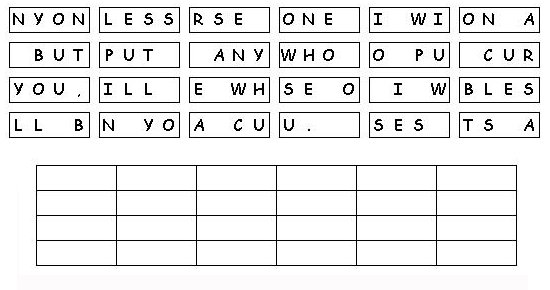 NYON LESS RSE ONE I WI ON A
BUT PUT ANY WHO O PU CUR
YOU, ILL E WH SE O I W BLES
LL B N YO A CU U. SES TS A